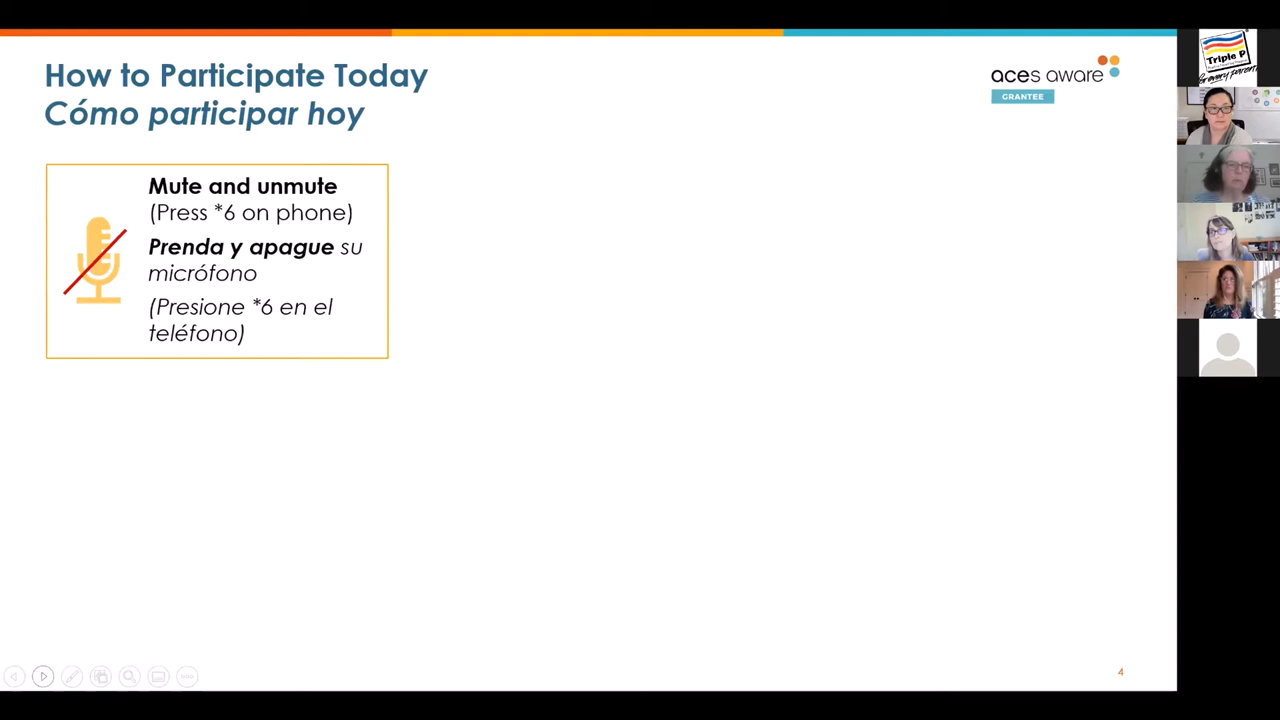 How to Participate Today
Cómo participar hoy
aces aware
GRANTEE
Mute and unmute
(Press *6 on phone)
Prenda y apague su
micrófono
(Presione *6 en el
teléfono)
Triple P
4